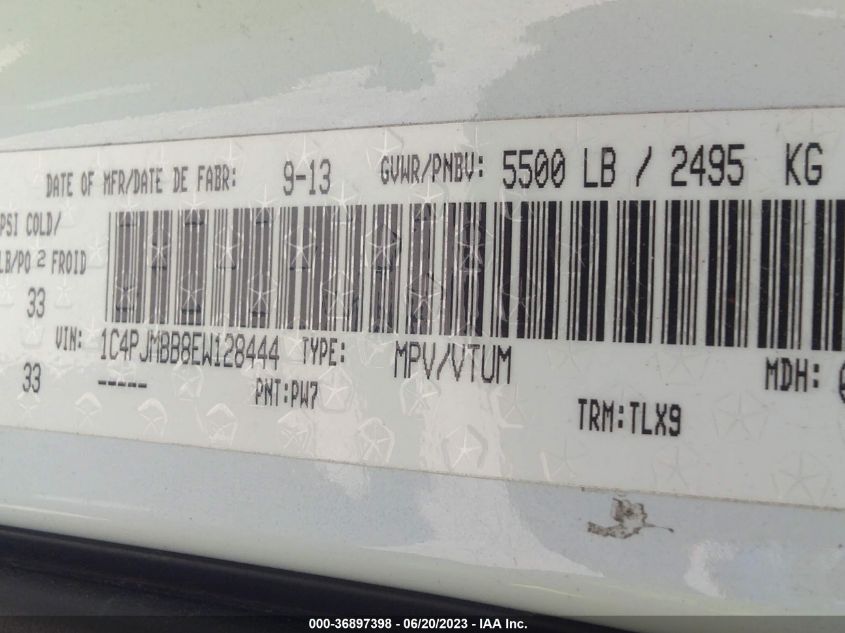 DATE OF MFR/DATE DE FABR: 9-13 GVWR/PNBV: 5500 LB / 2495 KG
PSI COLD/
LB/PO 2 FROID
33
VIN: 1C4PJMBB8EW128444 TYPE: MPV/VTUM MDH:
33
PNT:PW7
TRM:TLX9
000-36897398 - 06/20/2023 - IAA Inc.